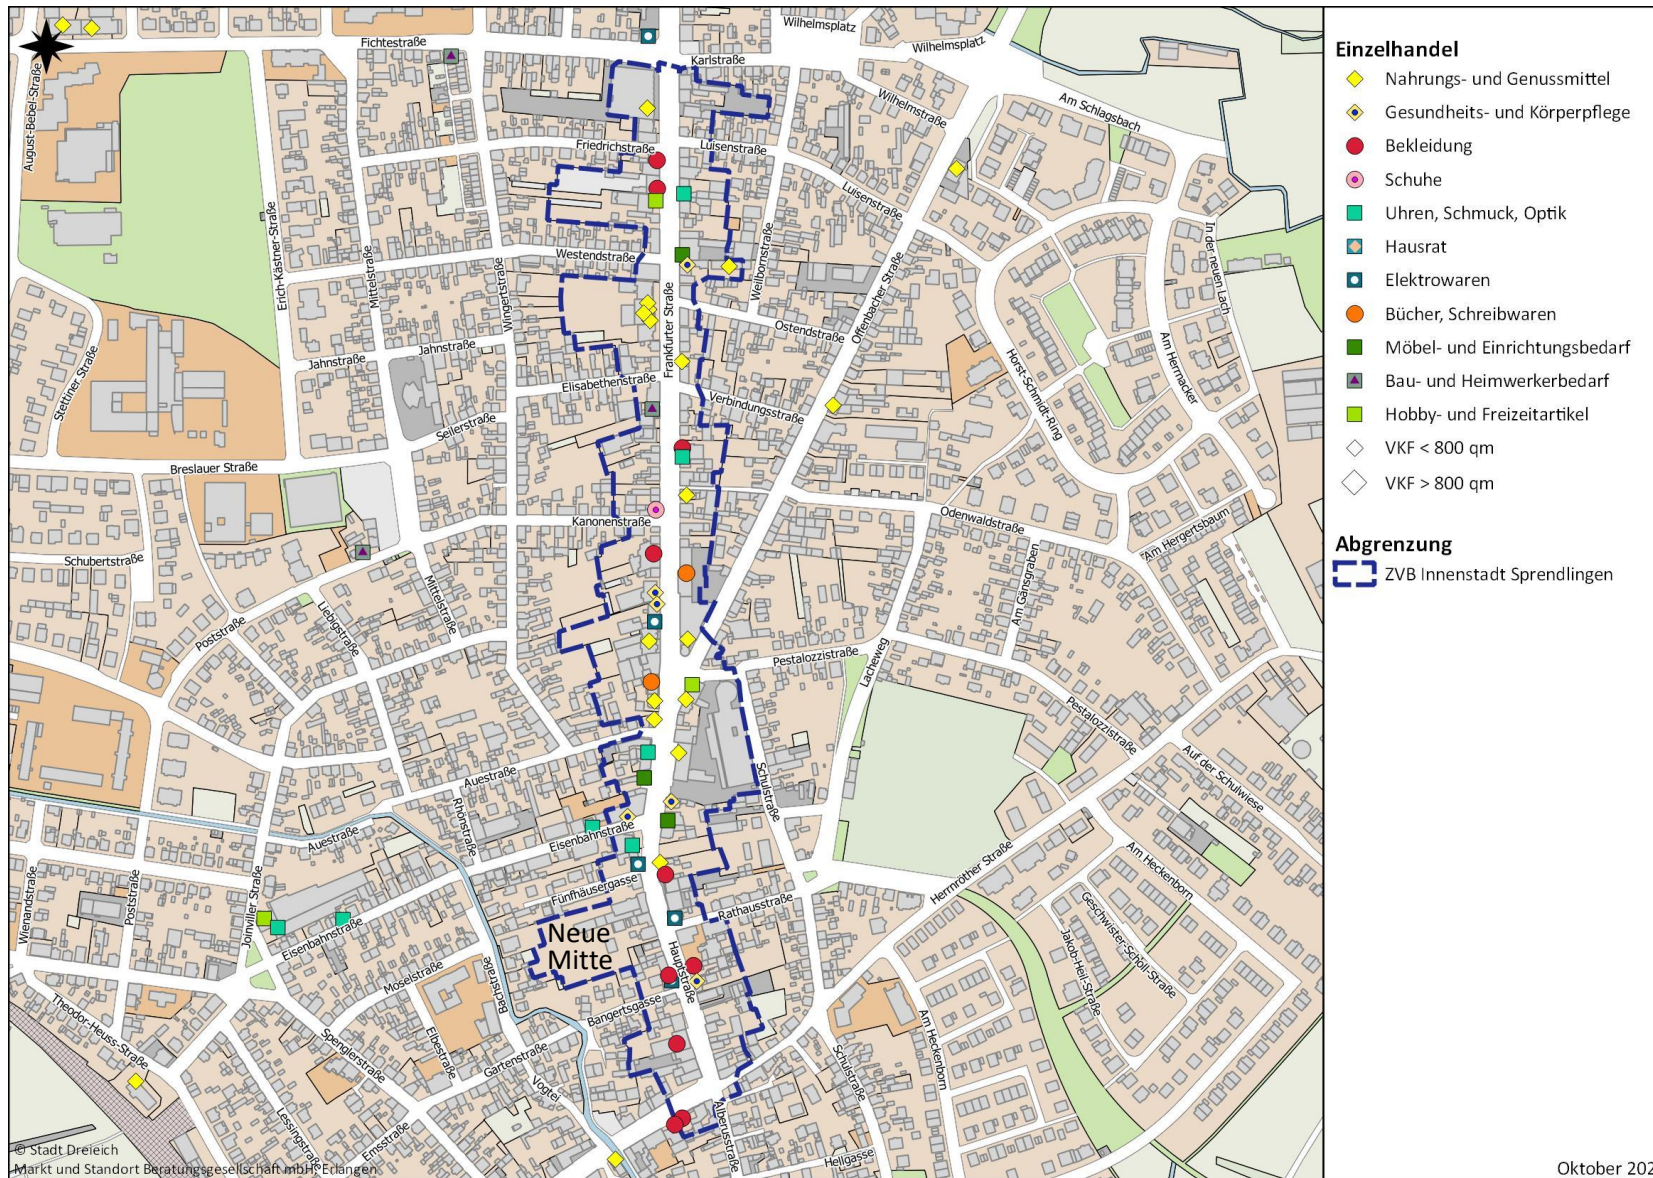 Wilhelmsplatz
Fichtestraße
Wilhelmsplatz
Karlstraße
August-Bebel-Straße
Wilhelmstraße
Am Schlagsbach
Friedrichstraße
Luisenstraße
Luisenstraße
Erich-Kästner-Straße
Mittelstraße
Wingertstraße
Westendstraße
Weilbornstraße
In der neuen Lach
Offenbacher Straße
Frankfurter Straße
Ostendstraße
Stettiner Straße
Jahnstraße
Jahnstraße
Horst-Schmidt-Ring
Am Herrnacker
Elisabethenstraße
Verbindungsstraße
Seilerstraße
Breslauer Straße
Kanonenstraße
Odenwaldstraße
Am Hergertsbaum
Schubertstraße
Am Gänsgraben
Mittelstraße
Liebigstraße
Poststraße
Pestalozzistraße
Lacheweg
Pestalozzistraße
Auf der Schulwiese
Auestraße
Schulstraße
Rhönstraße
Auestraße
Eisenbahnstraße
Am Heckenborn
Herrnröther Straße
Fünfhäusergasse
Wienandstraße
Poststraße
Joinviller Straße
Rathausstraße
Geschwister-Scholl-Straße
Eisenbahnstraße
Neue
Mitte
Jakob-Heil-Straße
Hauptstraße
Moselstraße
Bachstraße
Bangertsgasse
Theodor-Heuss-Straße
Am Heckenborn
Spenglerstraße
Elbestraße
Gartenstraße
Schulstraße
Vogtei
Lessingstraße
Emsstraße
Alberusstraße
Hellgasse
© Stadt Dreieich
Markt und Standort Beratungsgesellschaft mbH, Erlangen
Einzelhandel
Nahrungs- und Genussmittel
Gesundheits- und Körperpflege
Bekleidung
Schuhe
Uhren, Schmuck, Optik
Hausrat
Elektrowaren
Bücher, Schreibwaren
Möbel- und Einrichtungsbedarf
Bau- und Heimwerkerbedarf
Hobby- und Freizeitartikel
VKF < 800 qm
VKF > 800 qm
Abgrenzung
ZVB Innenstadt Sprendlingen
Oktober 202